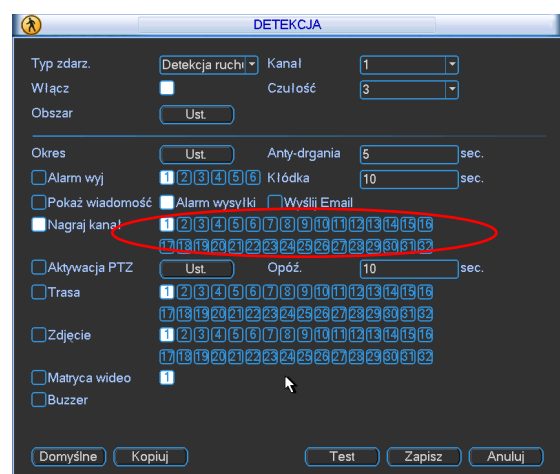 DETEKCJA
Typ zdarz. Detekcja ruchu Kanał 1
Włącz Czułość 3
Obszar Ust.
Okres Ust. Anty-drgania 5 sec.
Alarm wyj 1 2 3 4 5 6 Kłódka 10 sec.
Pokaż wiadomość Alarm wysyłki Wyślij Email
Nagraj kanał 1 2 3 4 5 6 7 8 9 10 11 12 13 14 15 16
17 18 19 20 21 22 23 24 25 26 27 28 29 30 31 32
Aktywacja PTZ Ust. Opóź. 10 sec.
Trasa 1 2 3 4 5 6 7 8 9 10 11 12 13 14 15 16
17 18 19 20 21 22 23 24 25 26 27 28 29 30 31 32
Zdjęcie 1 2 3 4 5 6 7 8 9 10 11 12 13 14 15 16
17 18 19 20 21 22 23 24 25 26 27 28 29 30 31 32
Matryca wideo 1
Buzzer
Domyślne Kopiuj Test Zapisz Anuluj